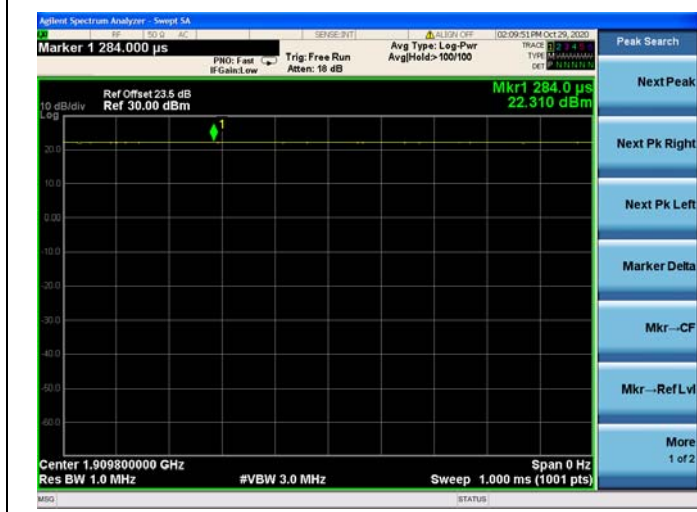 Agilent Spectrum Analyzer - Swept SA
RF 50 Ω AC SENSE:INT ALIGN OFF 02:09:51 PM Oct 29, 2020
Marker 1 284.000 µs
PNO: Fast
IFGain:Low
Trig: Free Run
Atten: 16 dB
Avg Type: Log-Pwr
Avg|Hold:>100/100
TRACE 1 2 3 4 5 6
TYPE
DET P N N N N N
Peak Search
Ref Offset 23.5 dB
Ref 30.00 dBm
10 dB/div
Log
Mkr1 284.0 µs
22.310 dBm
1
20.0
10.0
0.00
-10.0
-20.0
-30.0
-40.0
-50.0
-60.0
Center 1.909800000 GHz
Res BW 1.0 MHz
#VBW 3.0 MHz
Span 0 Hz
Sweep 1.000 ms (1001 pts)
MSG
STATUS
Next Peak
Next Pk Right
Next Pk Left
Marker Delta
Mkr→CF
Mkr→Ref Lvl
More
1 of 2